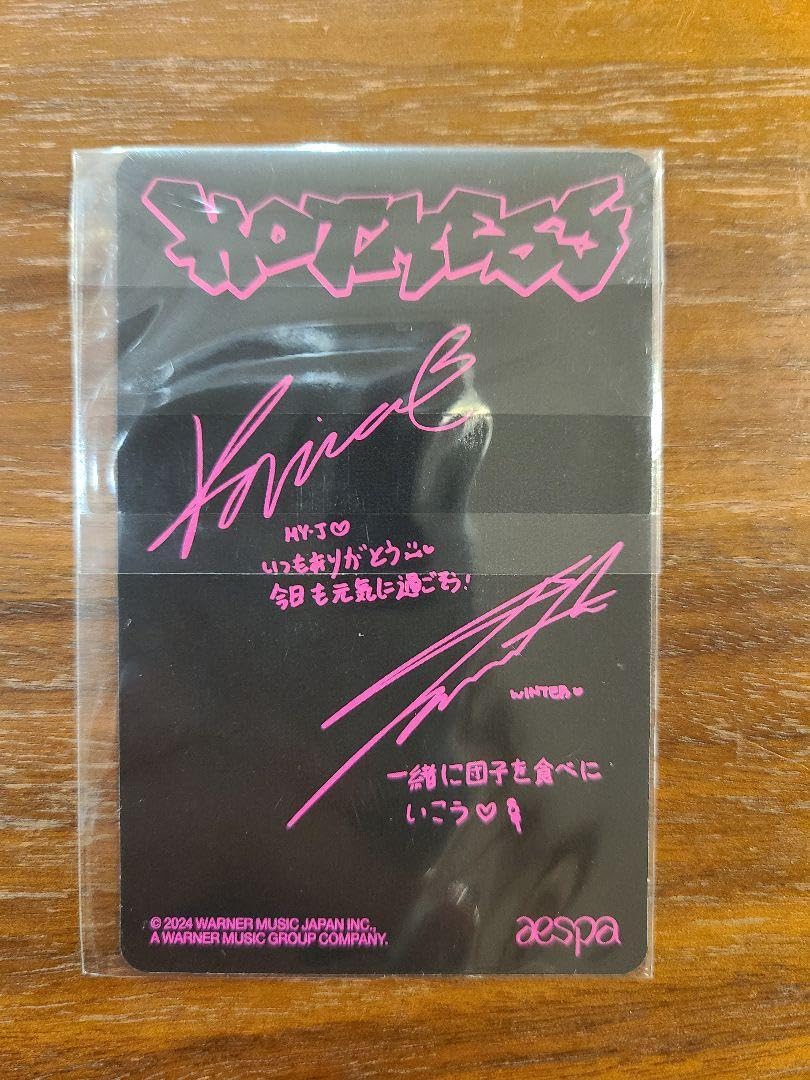 HOT MESS
Karina
MY-J♡
いつもありがとう
今日も元気に過ごそう!
WINTER♡
一緒に団子を食べに
いこう♡
© 2024 WARNER MUSIC JAPAN INC.,
A WARNER MUSIC GROUP COMPANY.
aespa